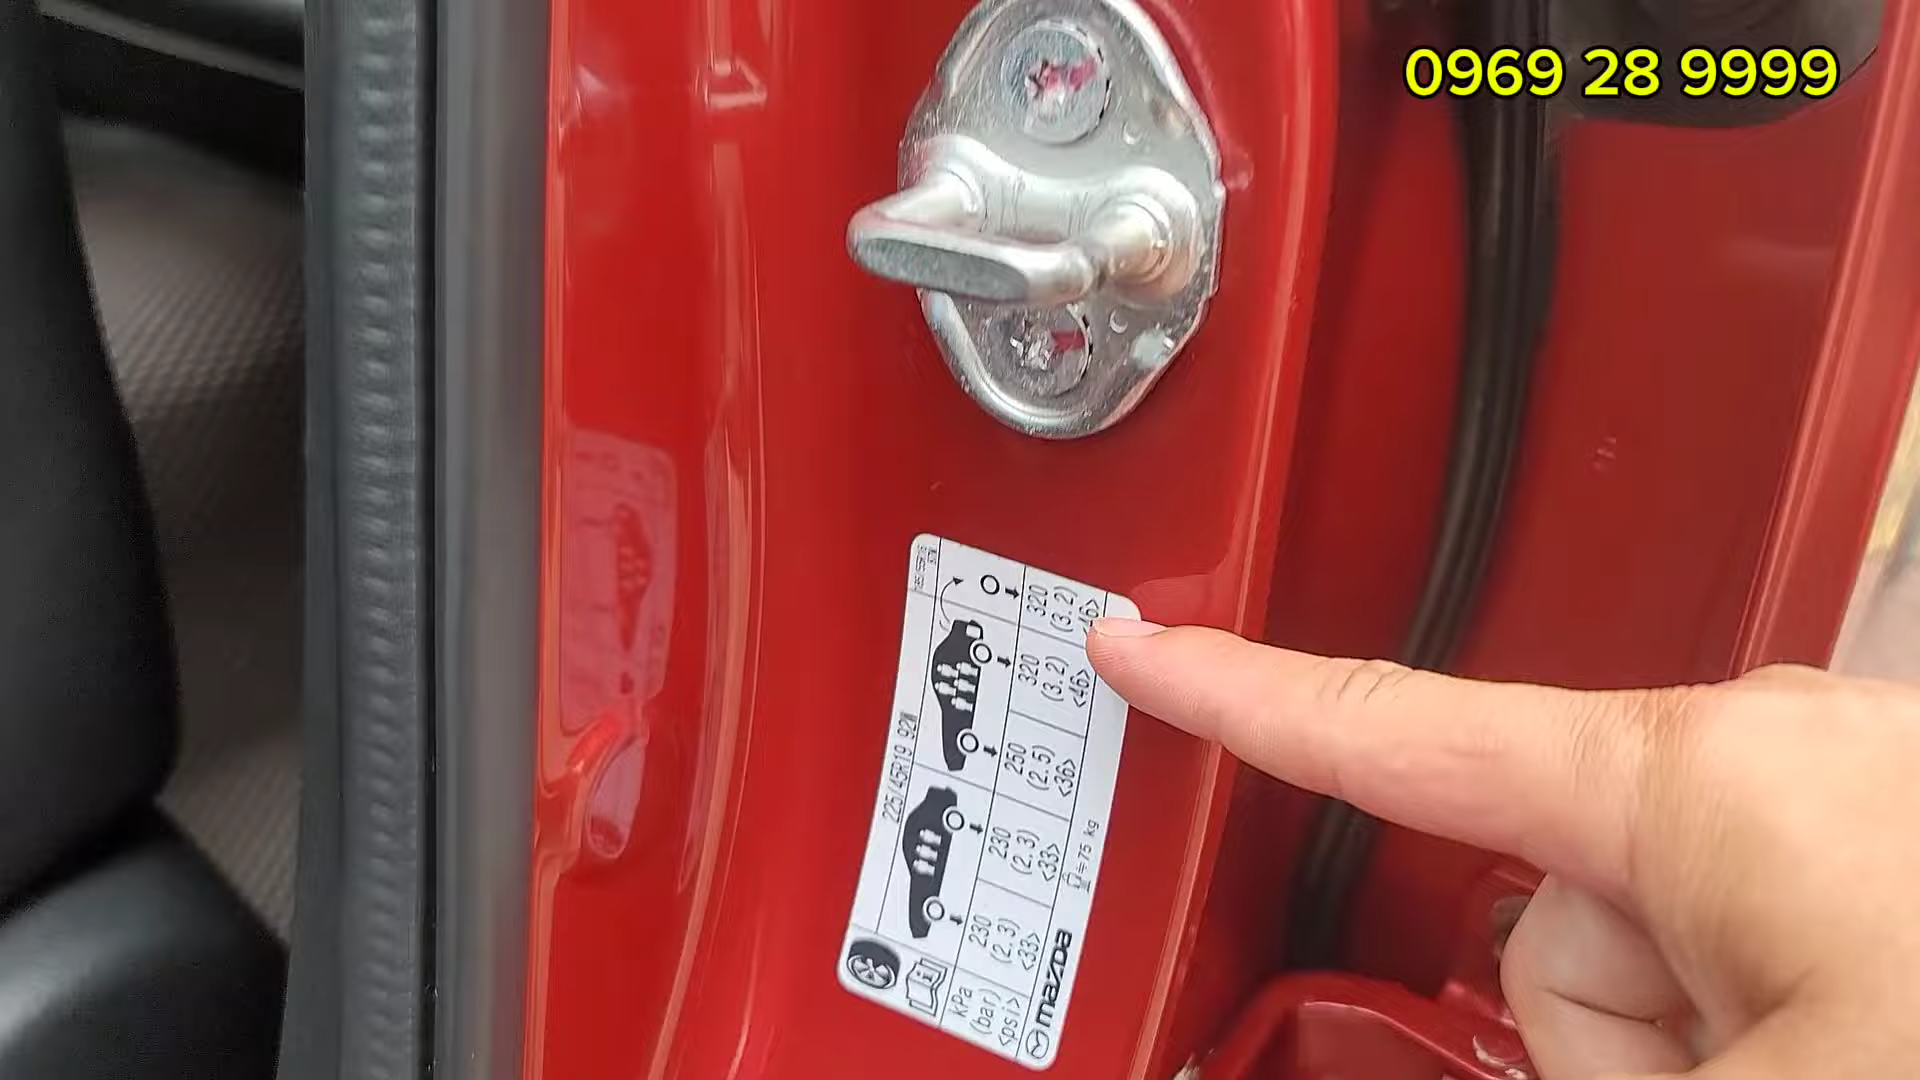 0969 28 9999
225/45R19 92W
kPa
(bar)
<psi>
230
(2.3)
<33>
230
(2.3)
<33>
250
(2.5)
<36>
320
(3.2)
<46>
320
(3.2)
<46>
=75 kg
mazda